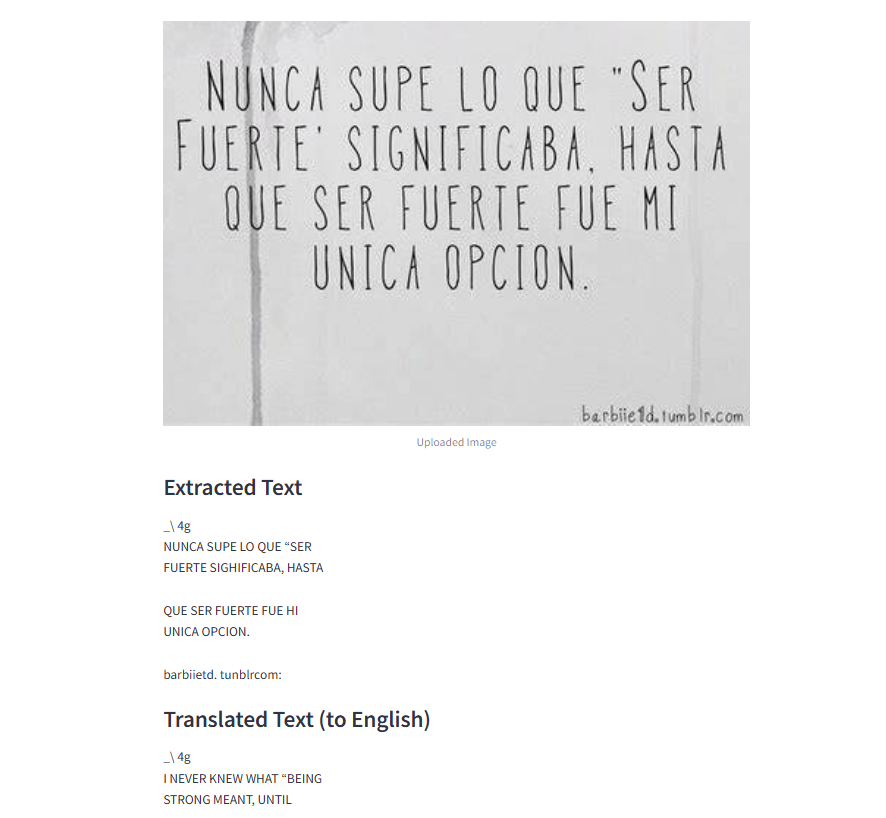 NUNCA SUPE LO QUE "SER
FUERTE' SIGNIFICABA, HASTA
QUE SER FUERTE FUE MI
UNICA OPCION.
barbiie1d.tumblr.com
Uploaded Image
Extracted Text
_\ 4g
NUNCA SUPE LO QUE “SER
FUERTE SIGHIFICABA, HASTA
QUE SER FUERTE FUE HI
UNICA OPCION.
barbiietd. tunblrcom:
Translated Text (to English)
_\ 4g
I NEVER KNEW WHAT “BEING
STRONG MEANT, UNTIL